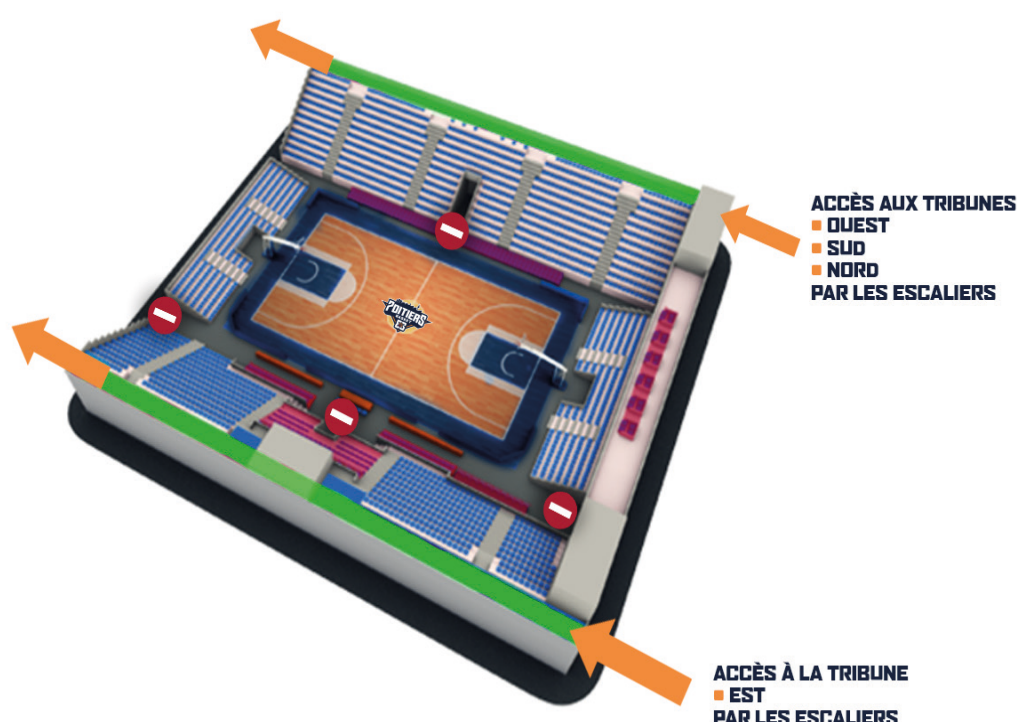 ACCÈS AUX TRIBUNES
OUEST
SUD
NORD
PAR LES ESCALIERS
POITIERS
ACCÈS À LA TRIBUNE
EST
PAR LES ESCALIERS